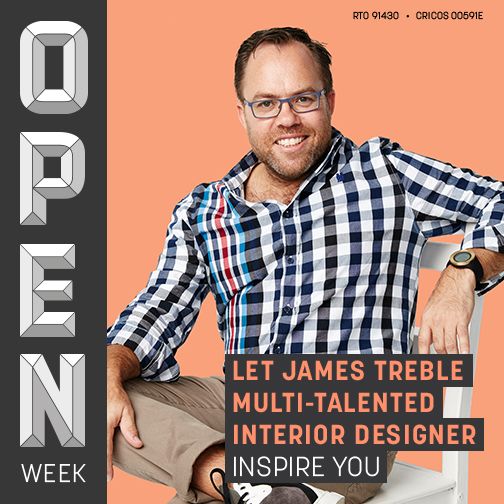 OPEN
WEEK
RTO 91430 • CRICOS 00591E
LET JAMES TREBLE
MULTI-TALENTED
INTERIOR DESIGNER
INSPIRE YOU